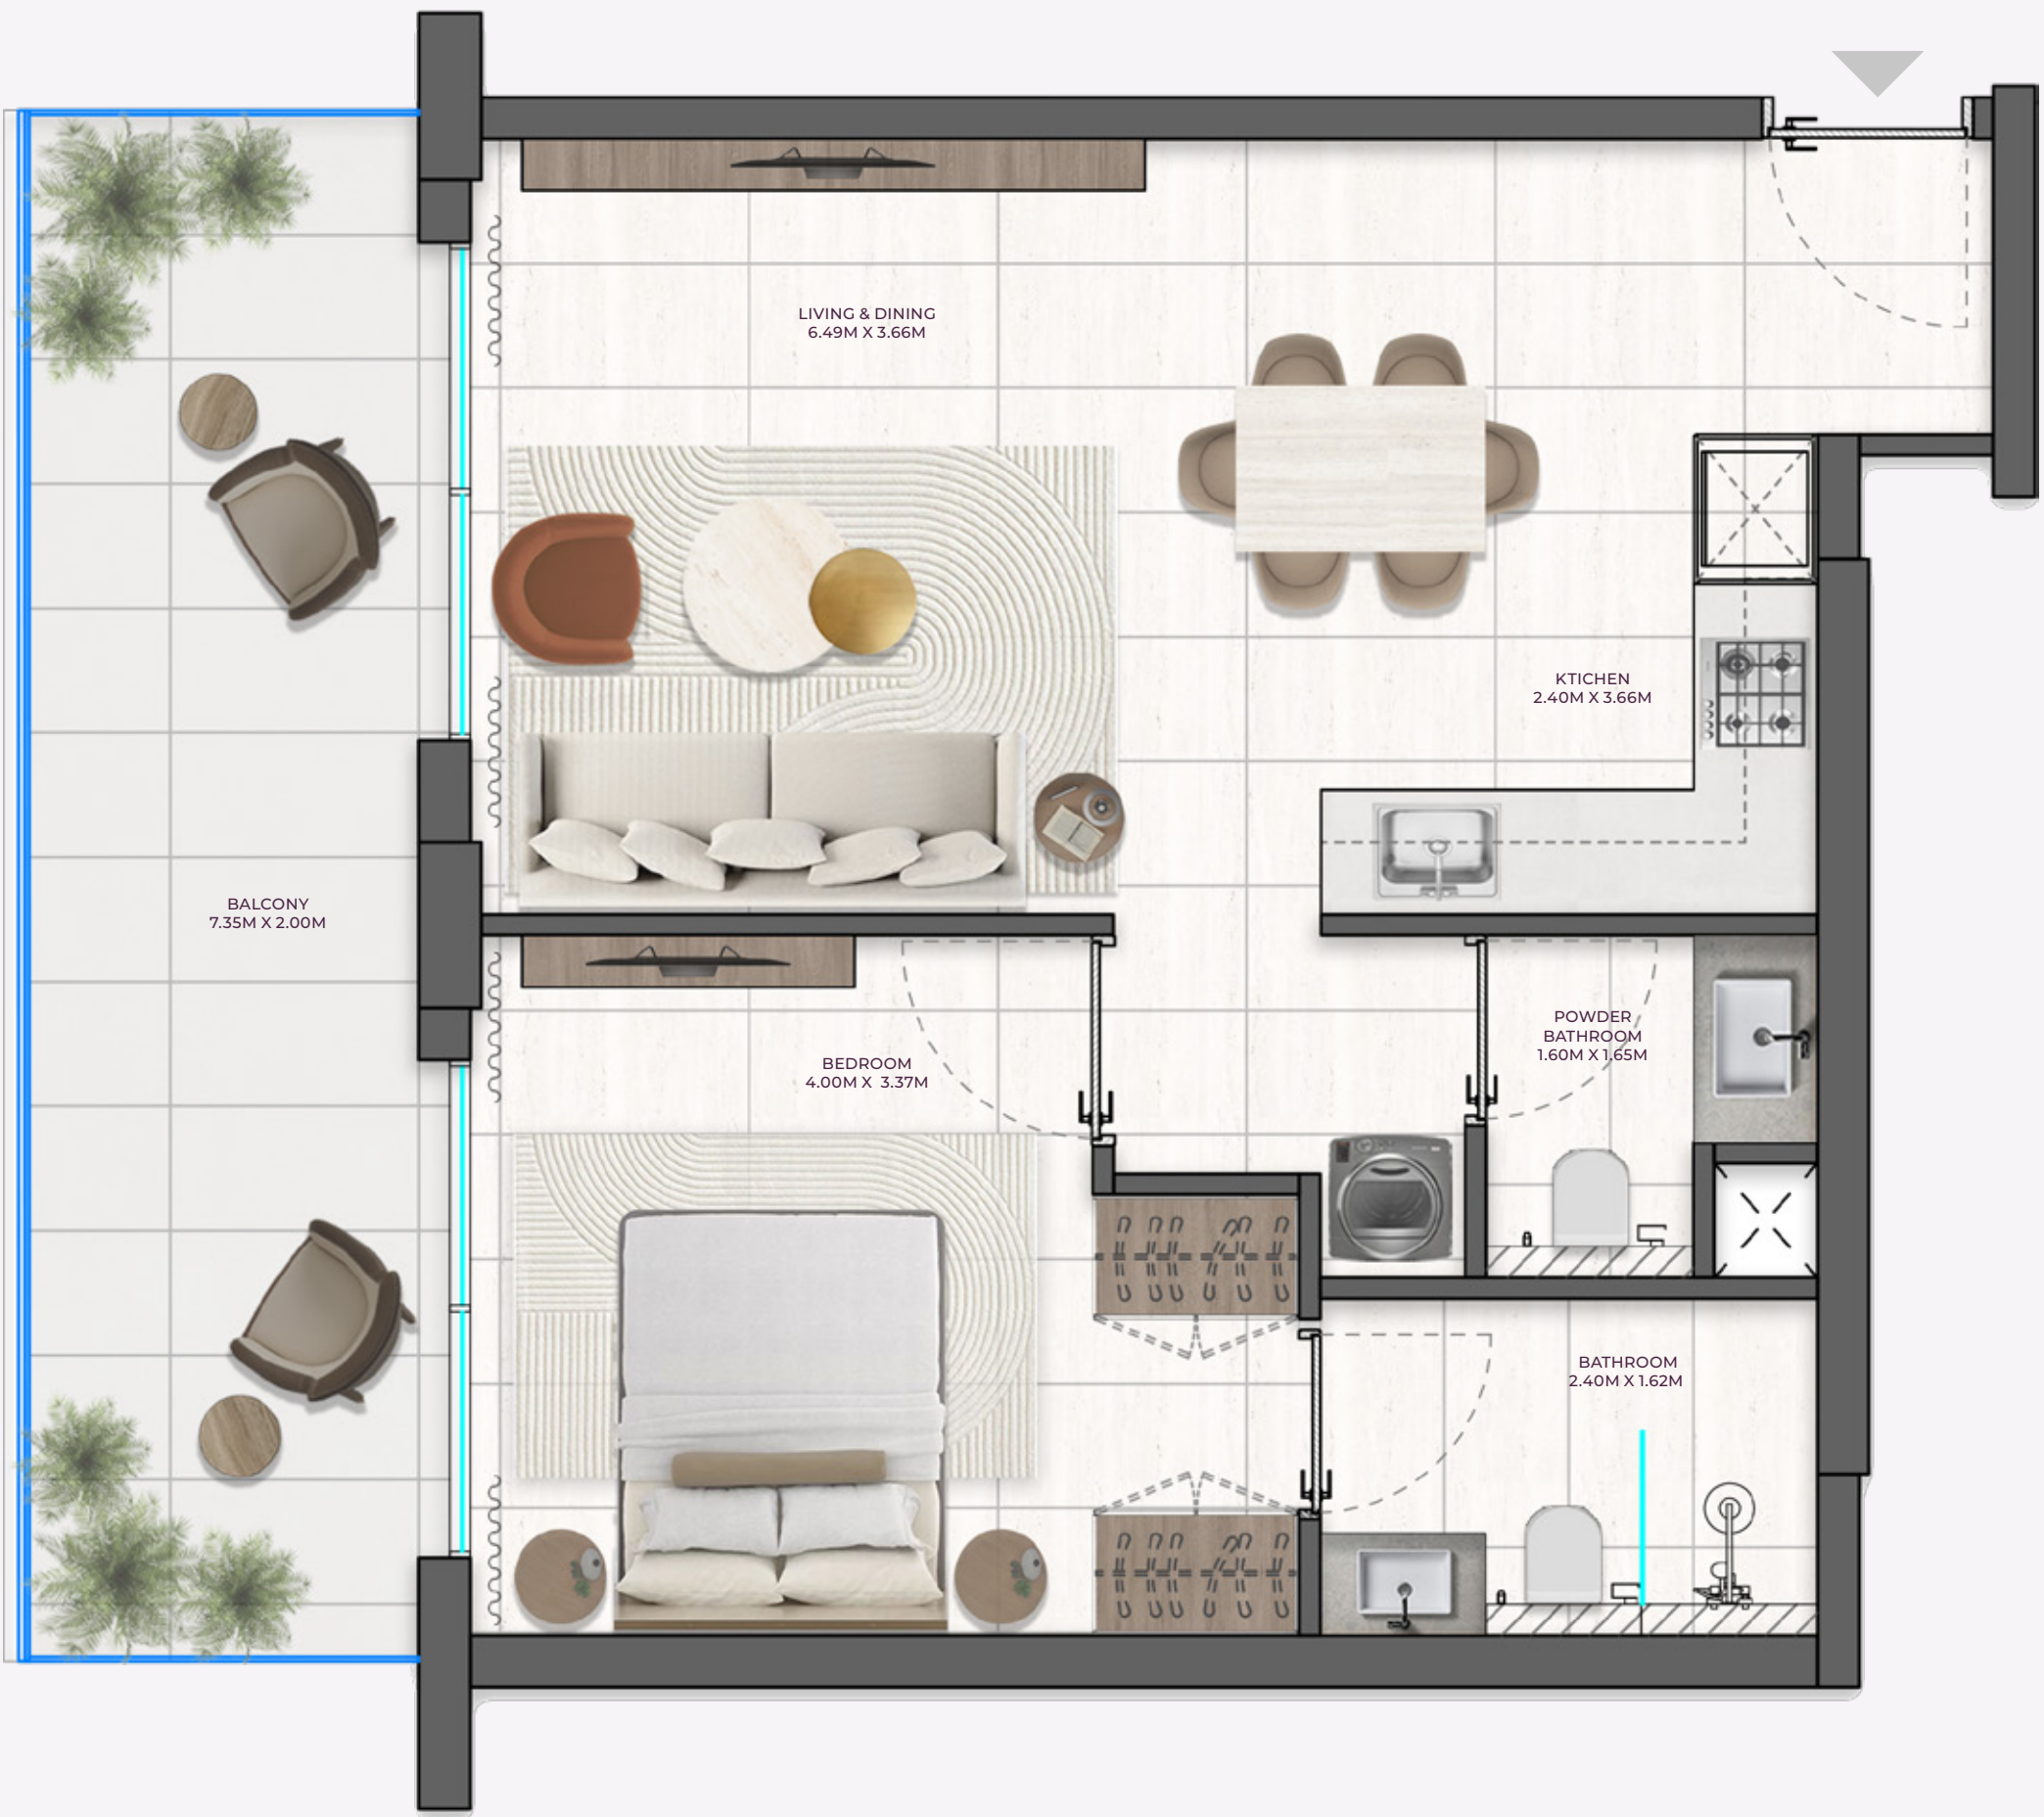 LIVING & DINING
6.49M X 3.66M
KTICHEN
2.40M X 3.66M
BALCONY
7.35M X 2.00M
BEDROOM
4.00M X 3.37M
POWDER
BATHROOM
1.60M X 1.65M
BATHROOM
2.40M X 1.62M